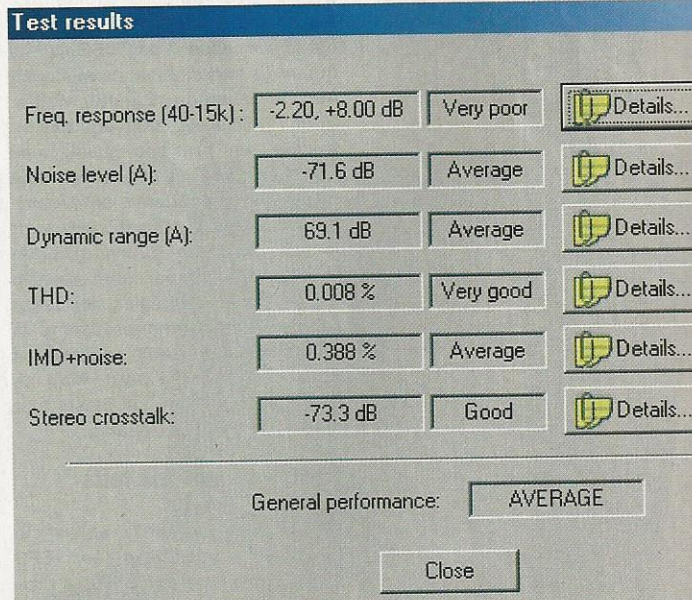 Test results
Freq. response (40-15k) : -2.20, +8.00 dB Very poor Details...
Noise level (A): -71.6 dB Average Details...
Dynamic range (A): 69.1 dB Average Details...
THD: 0.008 % Very good Details...
IMD+noise: 0.388 % Average Details...
Stereo crosstalk: -73.3 dB Good Details...
General performance: AVERAGE
Close